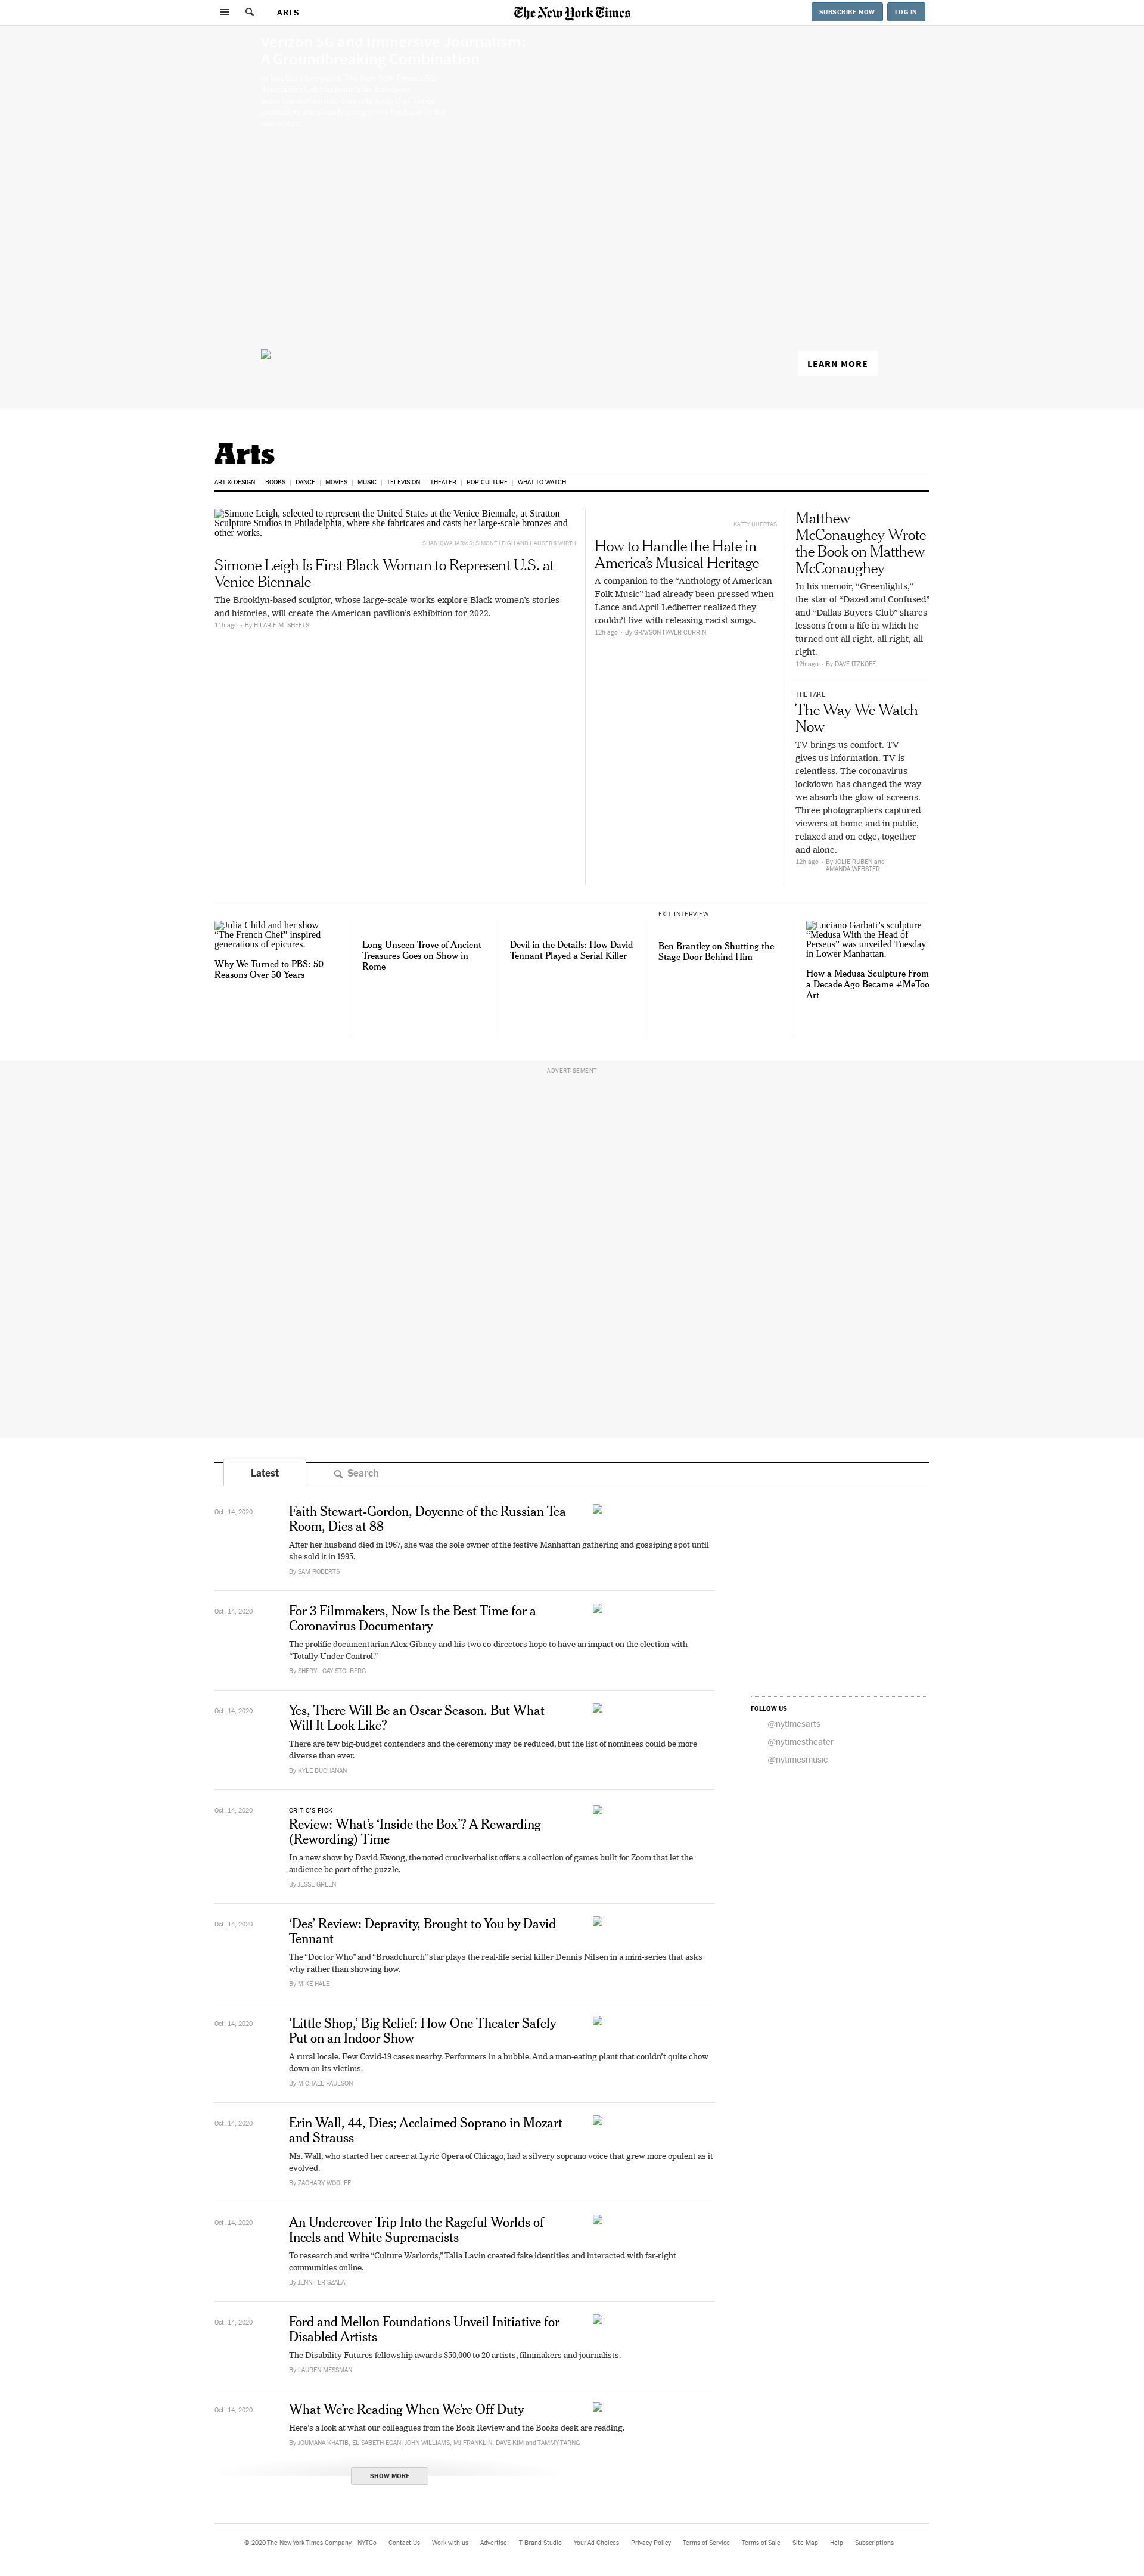 ARTS
The New York Times
SUBSCRIBE NOW
LOG IN
Verizon 5G and Immersive Journalism:
A Groundbreaking Combination
LEARN MORE
Arts
ART & DESIGN
BOOKS
DANCE
MOVIES
MUSIC
TELEVISION
THEATER
POP CULTURE
WHAT TO WATCH
Simone Leigh, selected to represent the United States at the Venice Biennale, at Stratton
Sculpture Studios in Philadelphia, where she fabricates and casts her large-scale bronzes and
other works.
SHANIQWA JARVIS; SIMONE LEIGH AND HAUSER & WIRTH
Simone Leigh Is First Black Woman to Represent U.S. at
Venice Biennale
The Brooklyn-based sculptor, whose large-scale works explore Black women's stories
and histories, will create the American pavilion's exhibition for 2022.
11h ago - By HILARIE M. SHEETS
KATTY HUERTAS
How to Handle the Hate in
America's Musical Heritage
A companion to the “Anthology of American
Folk Music” had already been pressed when
Lance and April Ledbetter realized they
couldn't live with releasing racist songs.
12h ago - By GRAYSON HAVER CURRIN
Matthew
McConaughey Wrote
the Book on Matthew
McConaughey
In his memoir, “Greenlights,”
the star of “Dazed and Confused”
and “Dallas Buyers Club” shares
lessons from a life in which he
turned out all right, all right, all
right.
12h ago - By DAVE ITZKOFF
THE TAKE
The Way We Watch
Now
TV brings us comfort. TV
gives us information. TV is
relentless. The coronavirus
lockdown has changed the way
we absorb the glow of screens.
Three photographers captured
viewers at home and in public,
relaxed and on edge, together
and alone.
12h ago - By JOLIE RUBEN and
AMANDA WEBSTER
Julia Child and her show
“The French Chef” inspired
generations of epicures.
Why We Turned to PBS: 50
Reasons Over 50 Years
Long Unseen Trove of Ancient
Treasures Goes on Show in
Rome
Devil in the Details: How David
Tennant Played a Serial Killer
EXIT INTERVIEW
Ben Brantley on Shutting the
Stage Door Behind Him
Luciano Garbati's sculpture
“Medusa With the Head of
Perseus” was unveiled Tuesday
in Lower Manhattan.
How a Medusa Sculpture From
a Decade Ago Became #MeToo
Art
ADVERTISEMENT
Latest
Search
Oct. 14, 2020
Faith Stewart-Gordon, Doyenne of the Russian Tea
Room, Dies at 88
After her husband died in 1967, she was the sole owner of the festive Manhattan gathering and gossiping spot until
she sold it in 1995.
By SAM ROBERTS
Oct. 14, 2020
For 3 Filmmakers, Now Is the Best Time for a
Coronavirus Documentary
The prolific documentarian Alex Gibney and his two co-directors hope to have an impact on the election with
“Totally Under Control.”
By SHERYL GAY STOLBERG
Oct. 14, 2020
Yes, There Will Be an Oscar Season. But What
Will It Look Like?
There are few big-budget contenders and the ceremony may be reduced, but the list of nominees could be more
diverse than ever.
By KYLE BUCHANAN
Oct. 14, 2020
CRITIC'S PICK
Review: What's ‘Inside the Box’? A Rewarding
(Rewording) Time
In a new show by David Kwong, the noted cruciverbalist offers a collection of games built for Zoom that let the
audience be part of the puzzle.
By JESSE GREEN
Oct. 14, 2020
‘Des’ Review: Depravity, Brought to You by David
Tennant
The “Doctor Who” and “Broadchurch” star plays the real-life serial killer Dennis Nilsen in a mini-series that asks
why rather than showing how.
By MIKE HALE
Oct. 14, 2020
‘Little Shop,’ Big Relief: How One Theater Safely
Put on an Indoor Show
A rural locale. Few Covid-19 cases nearby. Performers in a bubble. And a man-eating plant that couldn't quite chow
down on its victims.
By MICHAEL PAULSON
Oct. 14, 2020
Erin Wall, 44, Dies; Acclaimed Soprano in Mozart
and Strauss
Ms. Wall, who started her career at Lyric Opera of Chicago, had a silvery soprano voice that grew more opulent as it
evolved.
By ZACHARY WOOLFE
Oct. 14, 2020
An Undercover Trip Into the Rageful Worlds of
Incels and White Supremacists
To research and write “Culture Warlords,” Talia Lavin created fake identities and interacted with far-right
communities online.
By JENNIFER SZALAI
Oct. 14, 2020
Ford and Mellon Foundations Unveil Initiative for
Disabled Artists
The Disability Futures fellowship awards $50,000 to 20 artists, filmmakers and journalists.
By LAUREN MESSMAN
Oct. 14, 2020
What We're Reading When We're Off Duty
Here's a look at what our colleagues from the Book Review and the Books desk are reading.
By JOUMANA KHATIB, ELISABETH EGAN, JOHN WILLIAMS, MJ FRANKLIN, DAVE KIM and TAMMY TARNG
SHOW MORE
FOLLOW US
@nytimesarts
@nytimestheater
@nytimesmusic
© 2020 The New York Times Company
NYTCo
Contact Us
Work with us
Advertise
T Brand Studio
Your Ad Choices
Privacy Policy
Terms of Service
Terms of Sale
Site Map
Help
Subscriptions